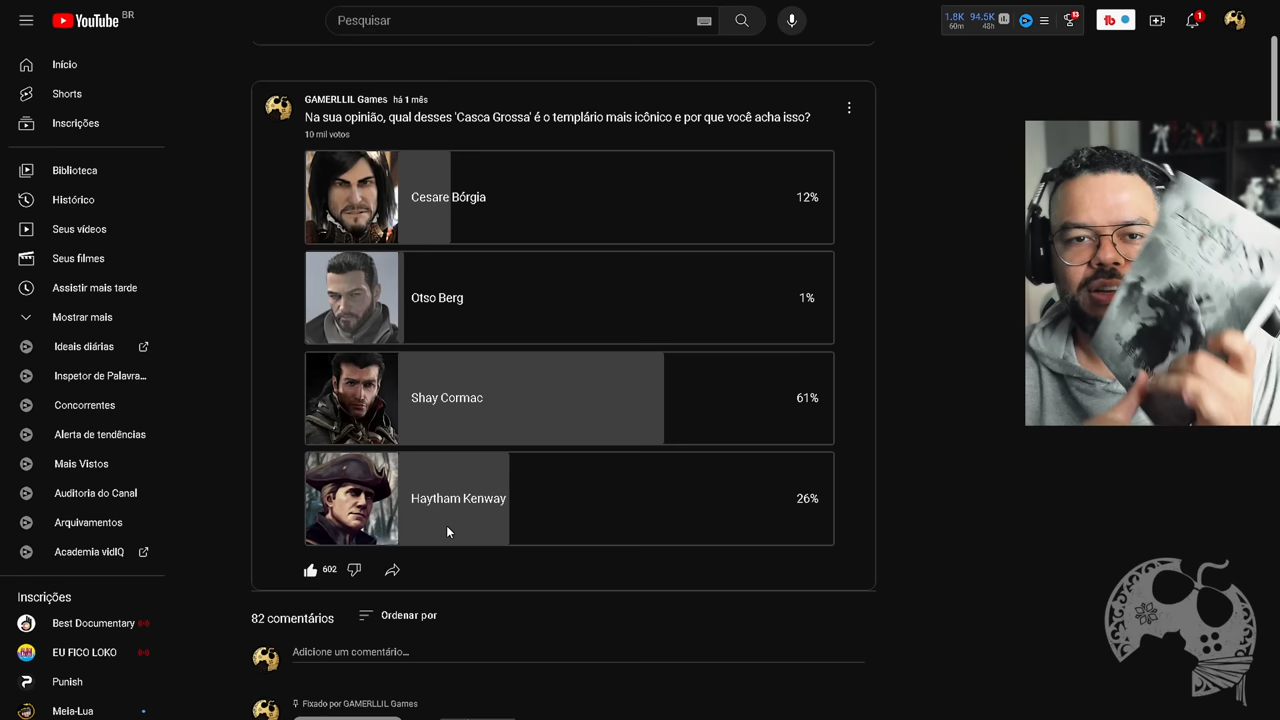 YouTube BR
Pesquisar
1.8K
60m
94.5K
48h
13
tb
1
Início
Shorts
Inscrições
Biblioteca
Histórico
Seus vídeos
Seus filmes
Assistir mais tarde
Mostrar mais
Ideais diárias
Inspetor de Palavra...
Concorrentes
Alerta de tendências
Mais Vistos
Auditoria do Canal
Arquivamentos
Academia vidIQ
Inscrições
Best Documentary
EU FICO LOKO
Punish
Meia-Lua
GAMERLLIL Games há 1 mês
Na sua opinião, qual desses 'Casca Grossa' é o templário mais icônico e por que você acha isso?
10 mil votos
Cesare Bórgia 12%
Otso Berg 1%
Shay Cormac 61%
Haytham Kenway 26%
602
82 comentários
Ordenar por
Adicione um comentário...
Fixado por GAMERLLIL Games